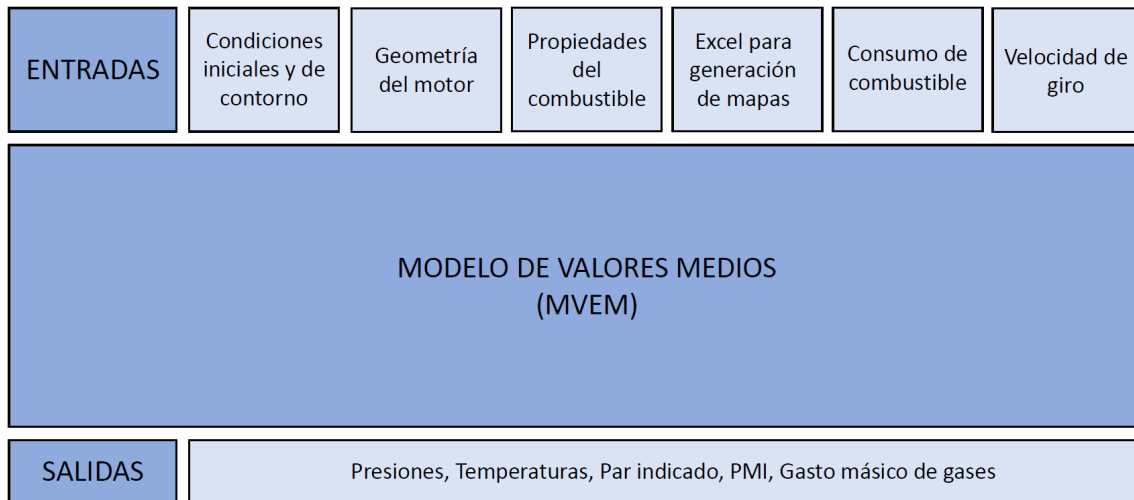 ENTRADAS
Condiciones
iniciales y de
contorno
Geometría
del motor
Propiedades
del
combustible
Excel para
generación
de mapas
Consumo de
combustible
Velocidad de
giro
MODELO DE VALORES MEDIOS
(MVEM)
SALIDAS
Presiones, Temperaturas, Par indicado, PMI, Gasto másico de gases